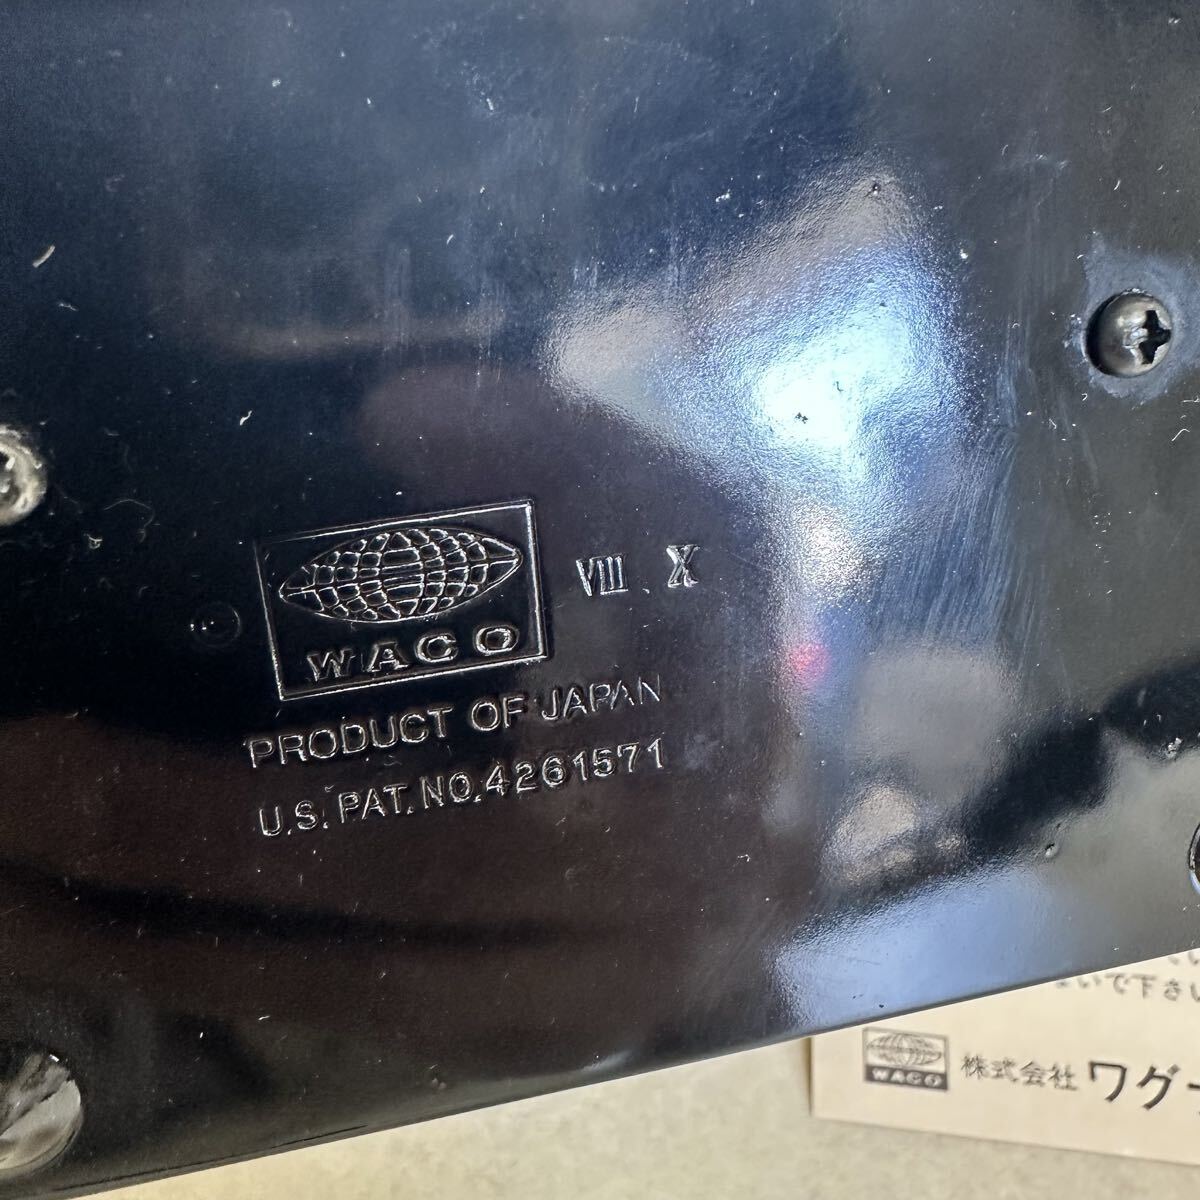 WACO
VIII. X
PRODUCT OF JAPAN
U.S. PAT. NO. 4261571
いで下さい
WACO 株式会社 ワグ